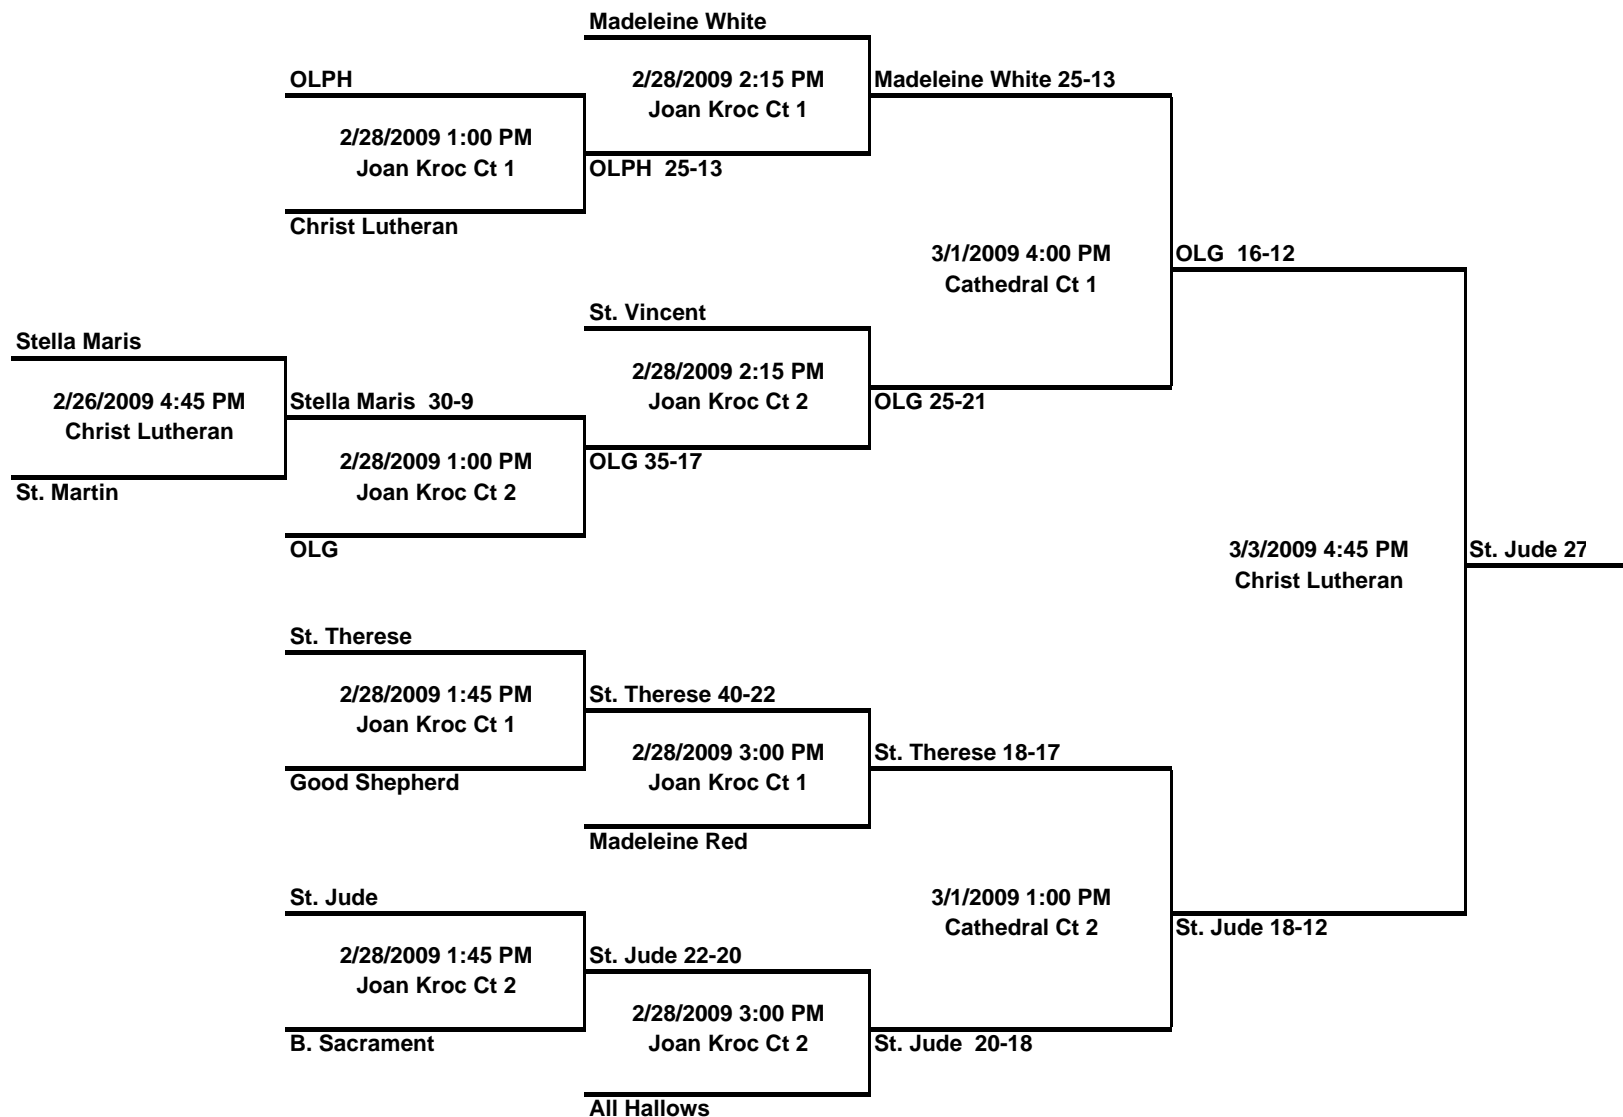 Madeleine White
OLPH
2/28/2009 2:15 PM
Joan Kroc Ct 1
Madeleine White 25-13
2/28/2009 1:00 PM
Joan Kroc Ct 1
OLPH  25-13
Christ Lutheran
3/1/2009 4:00 PM
Cathedral Ct 1
OLG  16-12
St. Vincent
Stella Maris
2/28/2009 2:15 PM
Joan Kroc Ct 2
2/26/2009 4:45 PM
Christ Lutheran
Stella Maris  30-9
OLG 25-21
2/28/2009 1:00 PM
Joan Kroc Ct 2
OLG 35-17
St. Martin
OLG
3/3/2009 4:45 PM
Christ Lutheran
St. Jude 27
St. Therese
2/28/2009 1:45 PM
Joan Kroc Ct 1
St. Therese 40-22
2/28/2009 3:00 PM
Joan Kroc Ct 1
St. Therese 18-17
Good Shepherd
Madeleine Red
St. Jude
3/1/2009 1:00 PM
Cathedral Ct 2
St. Jude 18-12
2/28/2009 1:45 PM
Joan Kroc Ct 2
St. Jude 22-20
2/28/2009 3:00 PM
Joan Kroc Ct 2
B. Sacrament
St. Jude  20-18
All Hallows